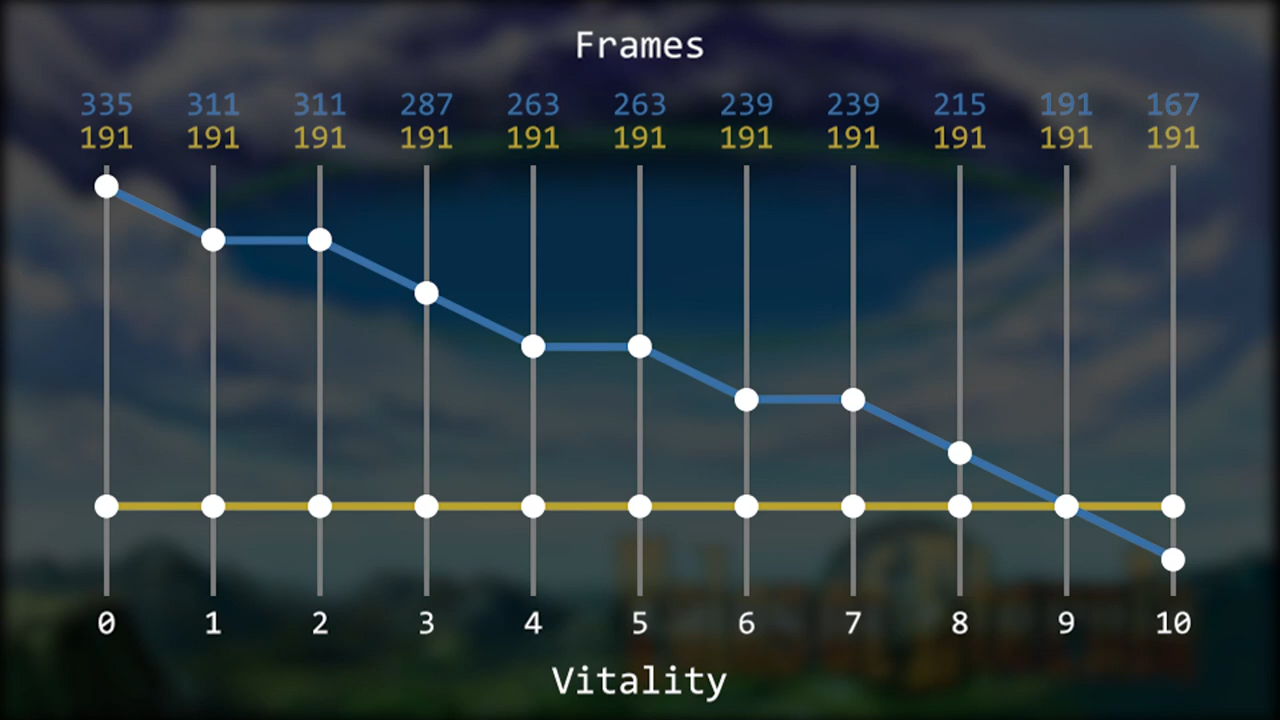 Frames
335 311 311 287 263 263 239 239 215 191 167
191 191 191 191 191 191 191 191 191 191 191
0 1 2 3 4 5 6 7 8 9 10
Vitality